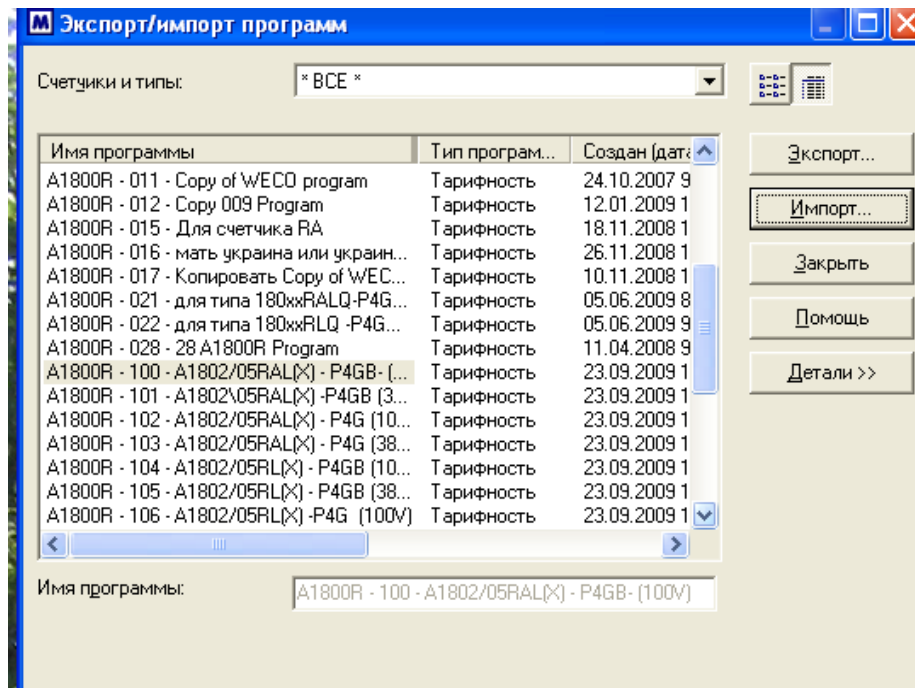 Экспорт/импорт программ
Счетчики и типы: * ВСЕ *
Имя программы Тип програм... Создан (дата
A1800R - 011 - Copy of WECO program Тарифность 24.10.2007 9
A1800R - 012 - Copy 009 Program Тарифность 12.01.2009 1
A1800R - 015 - Для счетчика RA Тарифность 18.11.2008 1
A1800R - 016 - мать украина или украин... Тарифность 26.11.2008 1
A1800R - 017 - Копировать Copy of WEC... Тарифность 10.11.2008 1
A1800R - 021 - для типа 180xxRALQ-P4G... Тарифность 05.06.2009 8
A1800R - 022 - для типа 180xxRLQ -P4G... Тарифность 05.06.2009 9
A1800R - 028 - 28 A1800R Program Тарифность 11.04.2008 9
A1800R - 100 - A1802/05RAL(X) - P4GB- (... Тарифность 23.09.2009 1
A1800R - 101 - A1802\05RAL(X) -P4GB (3... Тарифность 23.09.2009 1
A1800R - 102 - A1802/05RAL(X) - P4G (10... Тарифность 23.09.2009 1
A1800R - 103 - A1802/05RAL(X) - P4G (38... Тарифность 23.09.2009 1
A1800R - 104 - A1802/05RL(X) - P4GB (10... Тарифность 23.09.2009 1
A1800R - 105 - A1802/05RL(X) - P4GB (38... Тарифность 23.09.2009 1
A1800R - 106 - A1802/05RL(X) -P4G (100V) Тарифность 23.09.2009 1
Имя программы: A1800R - 100 - A1802/05RAL(X) - P4GB- (100V)
Экспорт...
Импорт...
Закрыть
Помощь
Детали >>